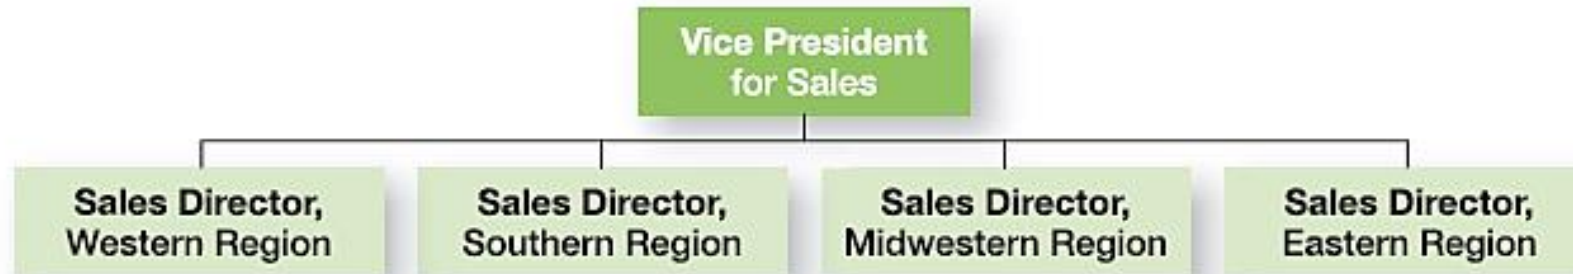 Vice President
for Sales
Sales Director,
Western Region
Sales Director,
Southern Region
Sales Director,
Midwestern Region
Sales Director,
Eastern Region